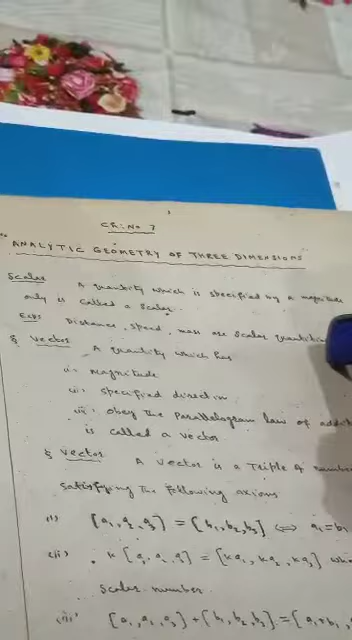 Ch: No 7
ANALYTIC GEOMETRY OF THREE DIMENSIONS
Scalar A quantity which is specified by a magnitude
only is called a scalar.
Distance, speed, mass are scalar
§ Vector A quantity which has
(i) Magnitude
(ii) specified direction
(iii) obey the parallelogram law of
is called a vector
§ Vector A vector is a Triple of number
satisfying the following axioms
(i) [a₁, a₂, a₃] = [b₁, b₂, b₃] ⟺ a₁ = b₁
(ii) k [a₁, a₂, a₃] = [ka₁, ka₂, ka₃]
scalar number.
(iii) [a₁, a₂, a₃] + [b₁, b₂, b₃] = [a₁+b₁,